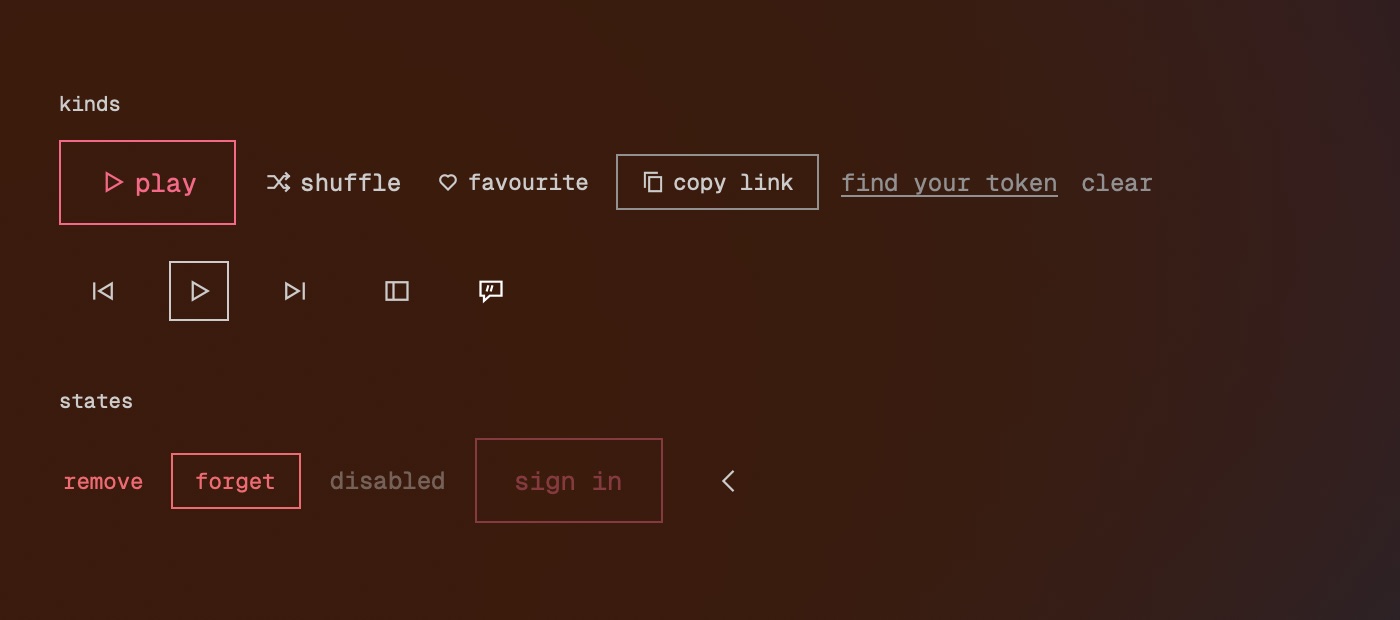 kinds
play shuffle favourite copy link find your token clear
states
remove forget disabled sign in